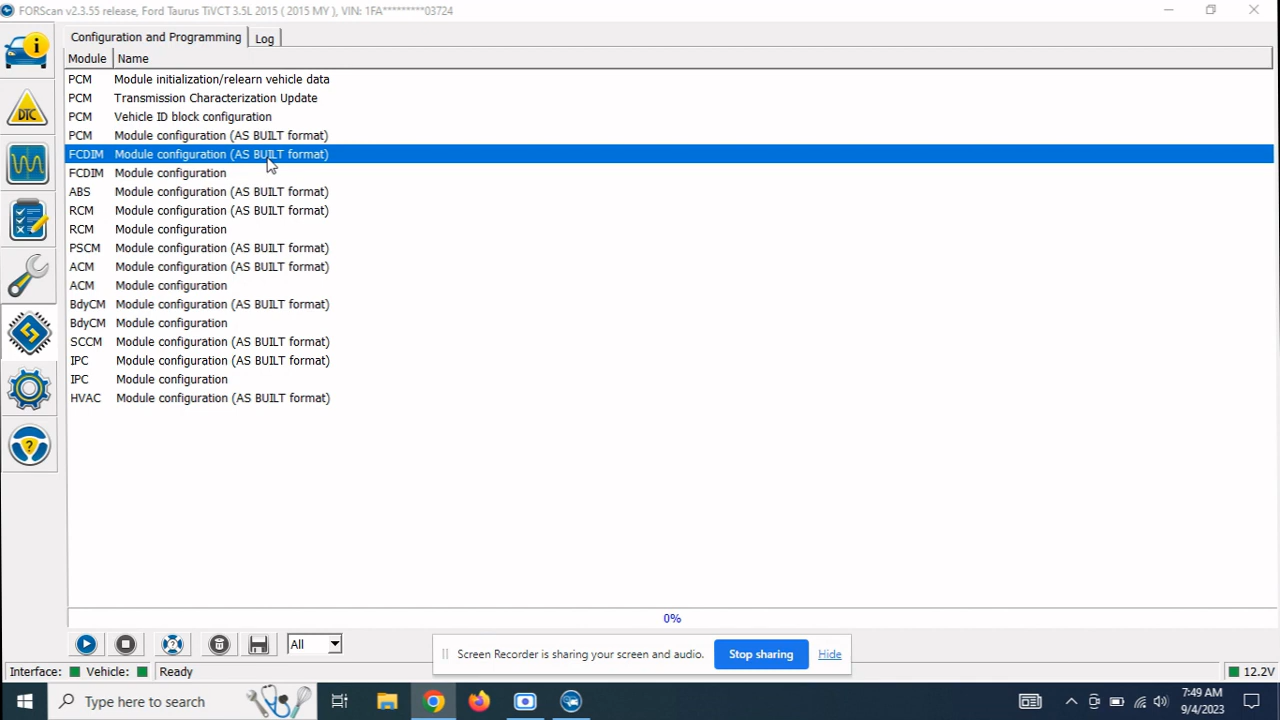 FORScan v2.3.55 release, Ford Taurus TiVCT 3.5L 2015 ( 2015 MY ), VIN: 1FA*********03724
Configuration and Programming Log
Module Name
PCM Module initialization/relearn vehicle data
PCM Transmission Characterization Update
PCM Vehicle ID block configuration
PCM Module configuration (AS BUILT format)
FCDIM Module configuration (AS BUILT format)
FCDIM Module configuration
ABS Module configuration (AS BUILT format)
RCM Module configuration (AS BUILT format)
RCM Module configuration
PSCM Module configuration (AS BUILT format)
ACM Module configuration (AS BUILT format)
ACM Module configuration
BdyCM Module configuration (AS BUILT format)
BdyCM Module configuration
SCCM Module configuration (AS BUILT format)
IPC Module configuration (AS BUILT format)
IPC Module configuration
HVAC Module configuration (AS BUILT format)
DTC
0%
All
Screen Recorder is sharing your screen and audio. Stop sharing Hide
Interface: Vehicle: Ready 12.2V
Type here to search
7:49 AM
9/4/2023